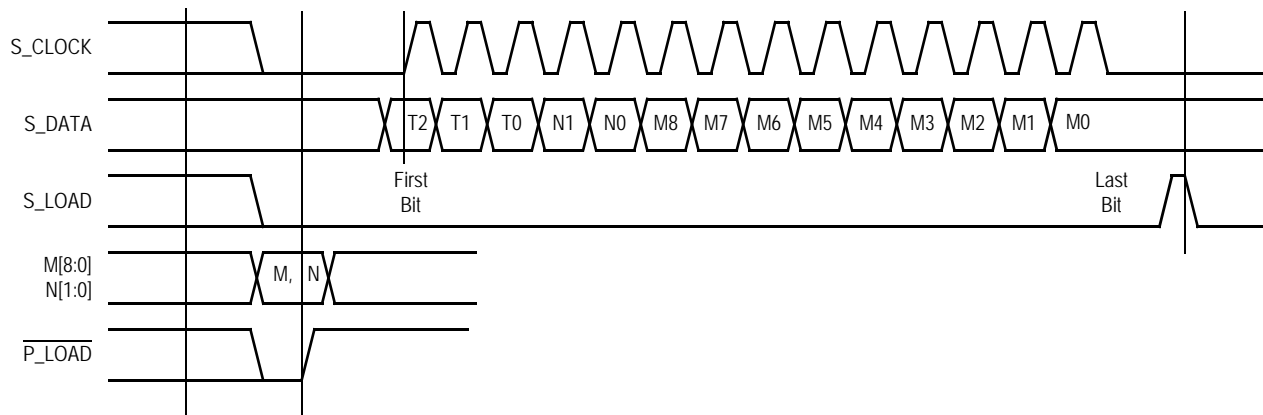 S_CLOCK
S_DATA
T2 T1 T0 N1 N0 M8 M7 M6 M5 M4 M3 M2 M1 M0
First
Bit
Last
Bit
S_LOAD
M[8:0]
N[1:0]
M, N
P_LOAD